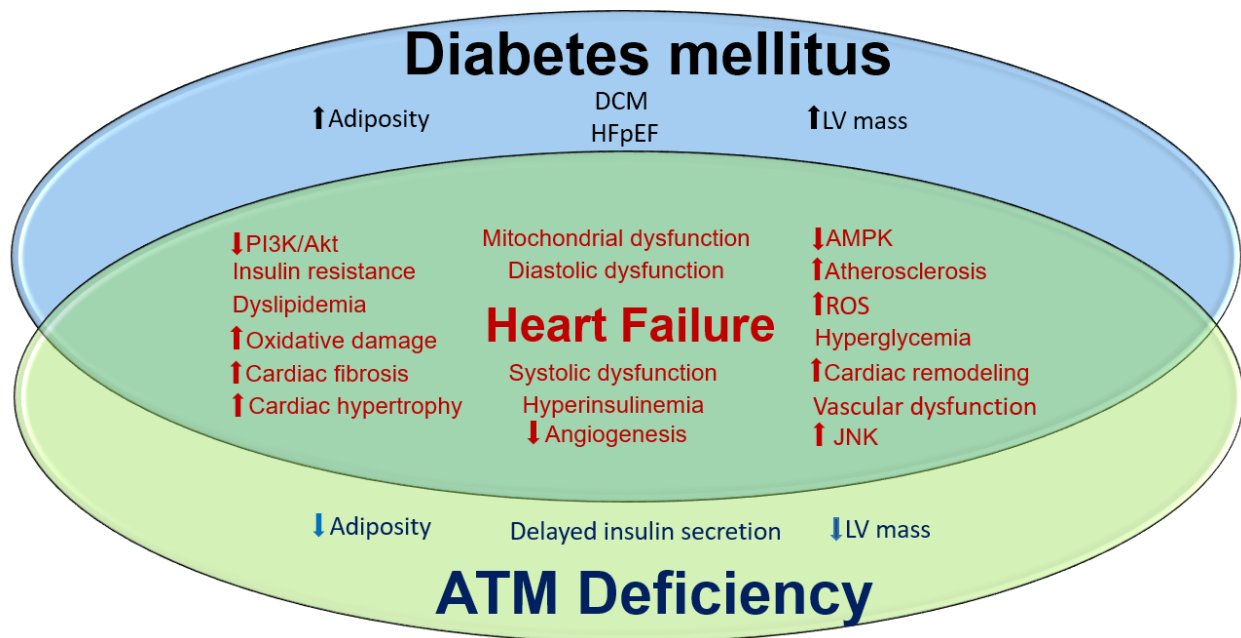 Diabetes mellitus
↑Adiposity
DCM
HFpEF
↑LV mass
↓PI3K/Akt
Insulin resistance
Dyslipidemia
↑Oxidative damage
↑Cardiac fibrosis
↑Cardiac hypertrophy
Mitochondrial dysfunction
Diastolic dysfunction
Heart Failure
Systolic dysfunction
Hyperinsulinemia
↓Angiogenesis
↓AMPK
↑Atherosclerosis
↑ROS
Hyperglycemia
↑Cardiac remodeling
Vascular dysfunction
↑ JNK
↓Adiposity
Delayed insulin secretion
↓LV mass
ATM Deficiency